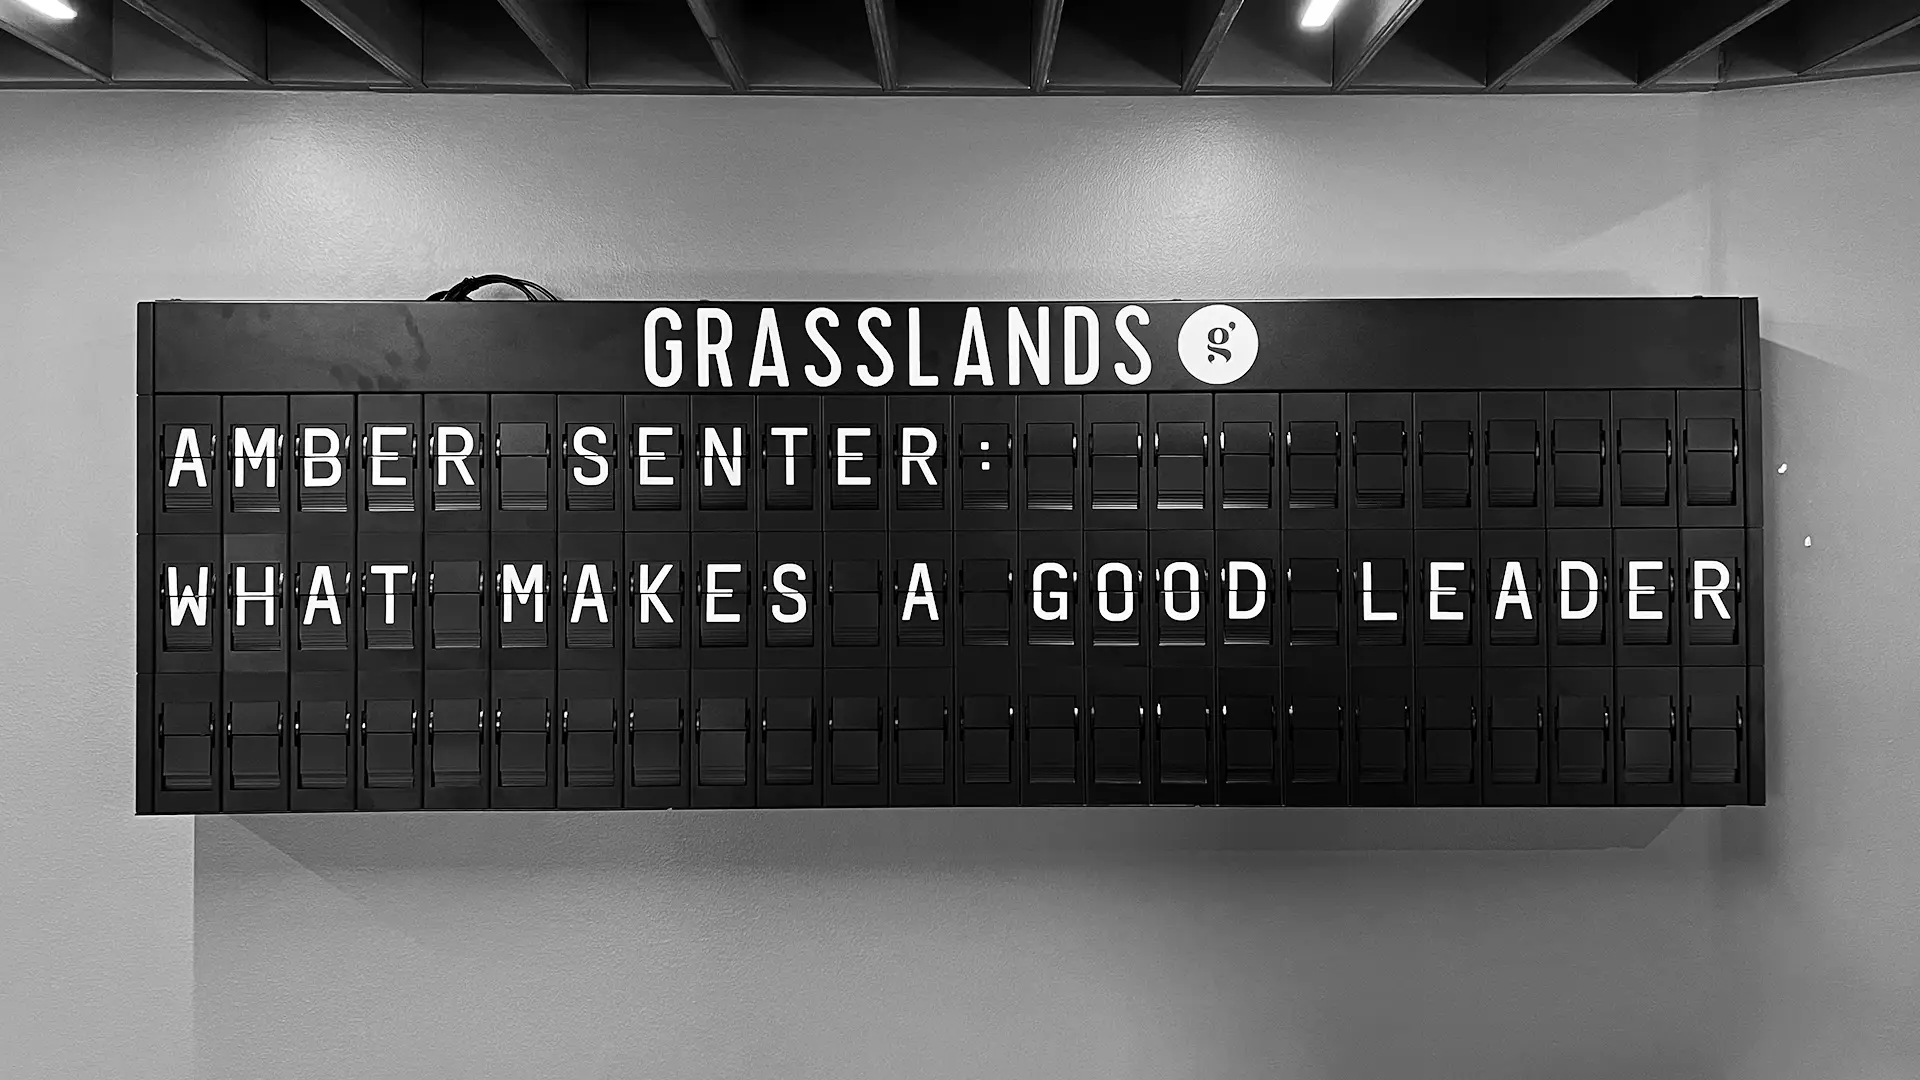 GRASSLANDS g
AMBER SENTER:
WHAT MAKES A GOOD LEADER